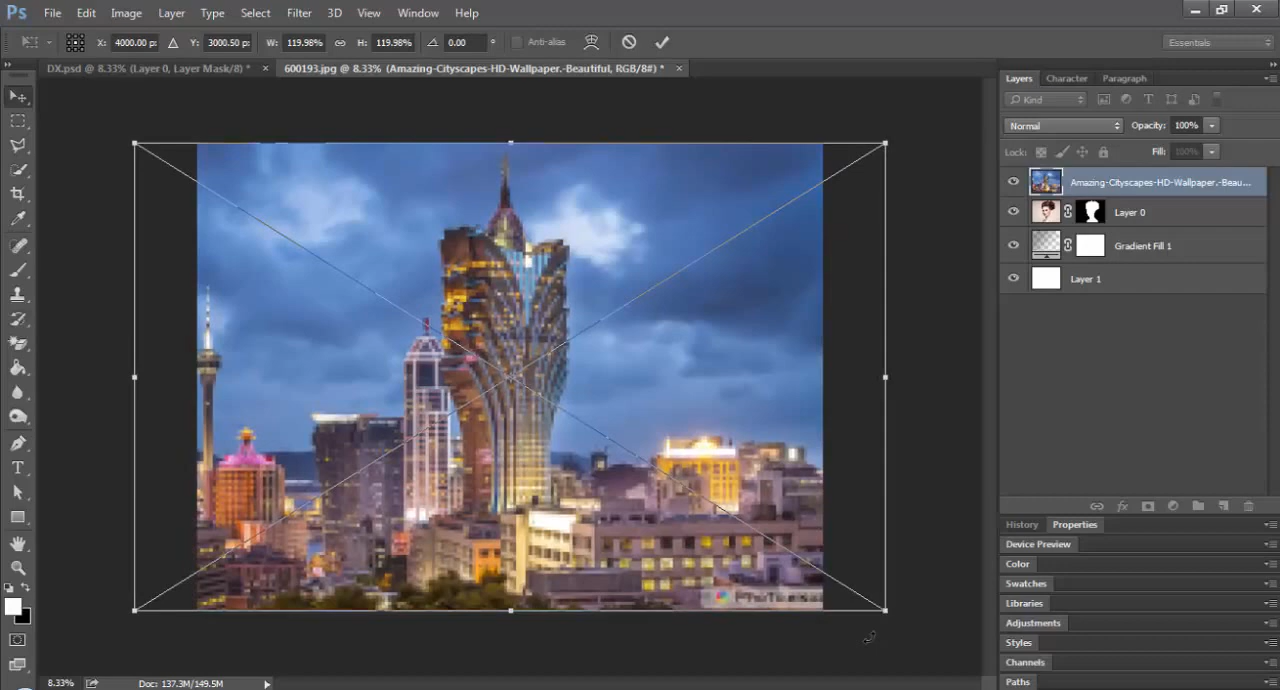 Ps File Edit Image Layer Type Select Filter 3D View Window Help
X: 4000.00 p: Y: 3000.50 p: W: 119.98% H: 119.98% 0.00 ° Anti-alias Essentials
DX.psd @ 8.33% (Layer 0, Layer Mask/8) * × 600193.jpg @ 8.33% (Amazing-Cityscapes-HD-Wallpaper.-Beautiful, RGB/8#) * ×
Layers Character Paragraph
Kind
Normal Opacity: 100%
Lock: Fill: 100%
Amazing-Cityscapes-HD-Wallpaper.-Beau...
Layer 0
Gradient Fill 1
Layer 1
History Properties
Device Preview
Color
Swatches
Libraries
Adjustments
Styles
Channels
Paths
8.33% Doc: 137.3M/149.5M